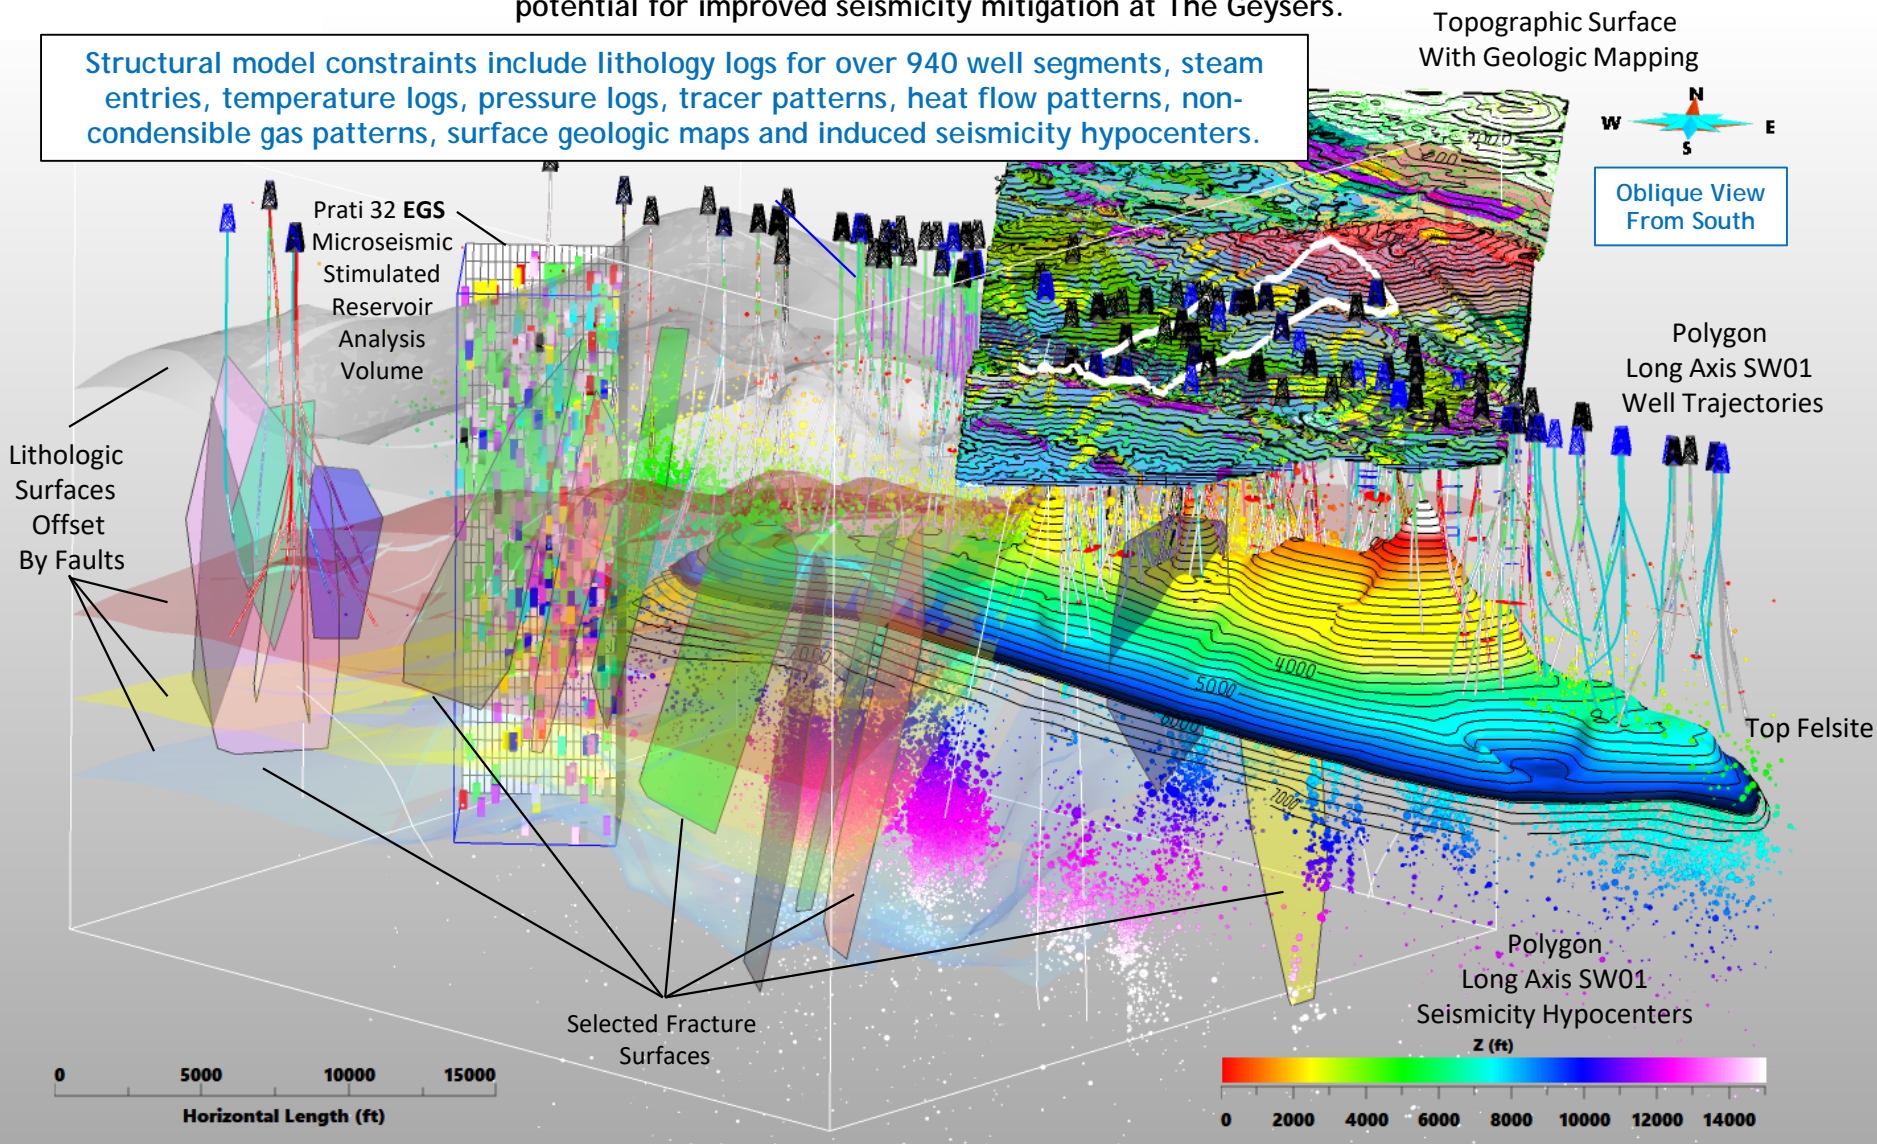 potential for improved seismicity mitigation at The Geysers.
Structural model constraints include lithology logs for over 940 well segments, steam
entries, temperature logs, pressure logs, tracer patterns, heat flow patterns, non-
condensible gas patterns, surface geologic maps and induced seismicity hypocenters.
Topographic Surface
With Geologic Mapping
N
W
E
S
Oblique View
From South
Prati 32 EGS
Microseismic
Stimulated
Reservoir
Analysis
Volume
Polygon
Long Axis SW01
Well Trajectories
Lithologic
Surfaces
Offset
By Faults
4000
5000
6000
7000
Top Felsite
Polygon
Long Axis SW01
Seismicity Hypocenters
Selected Fracture
Surfaces
0 5000 10000 15000
Horizontal Length (ft)
Z (ft)
0 2000 4000 6000 8000 10000 12000 14000